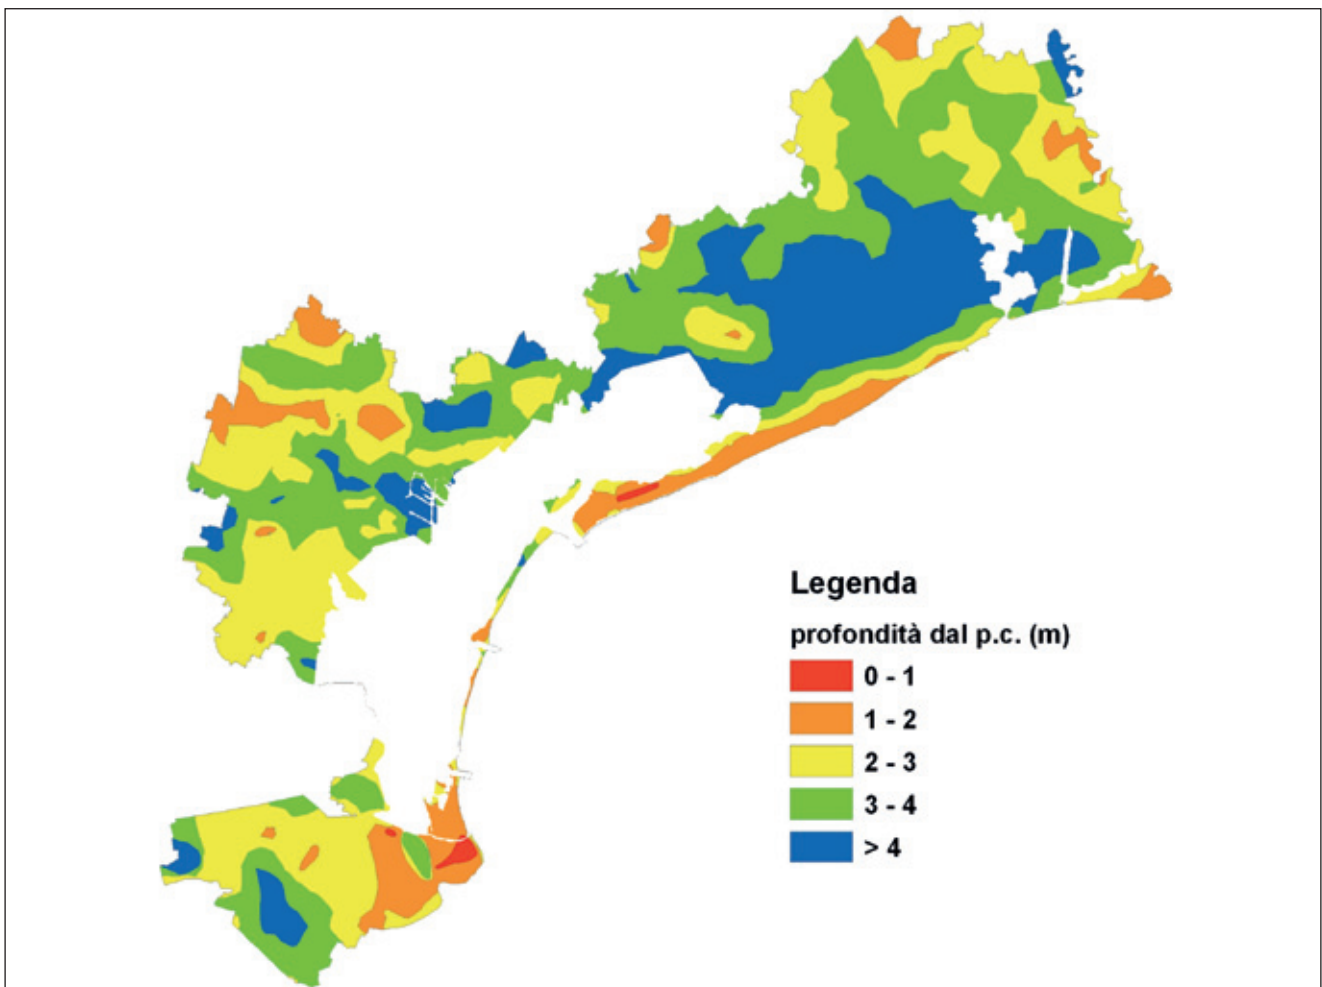 Legenda
profondità dal p.c. (m)
0 - 1
1 - 2
2 - 3
3 - 4
> 4